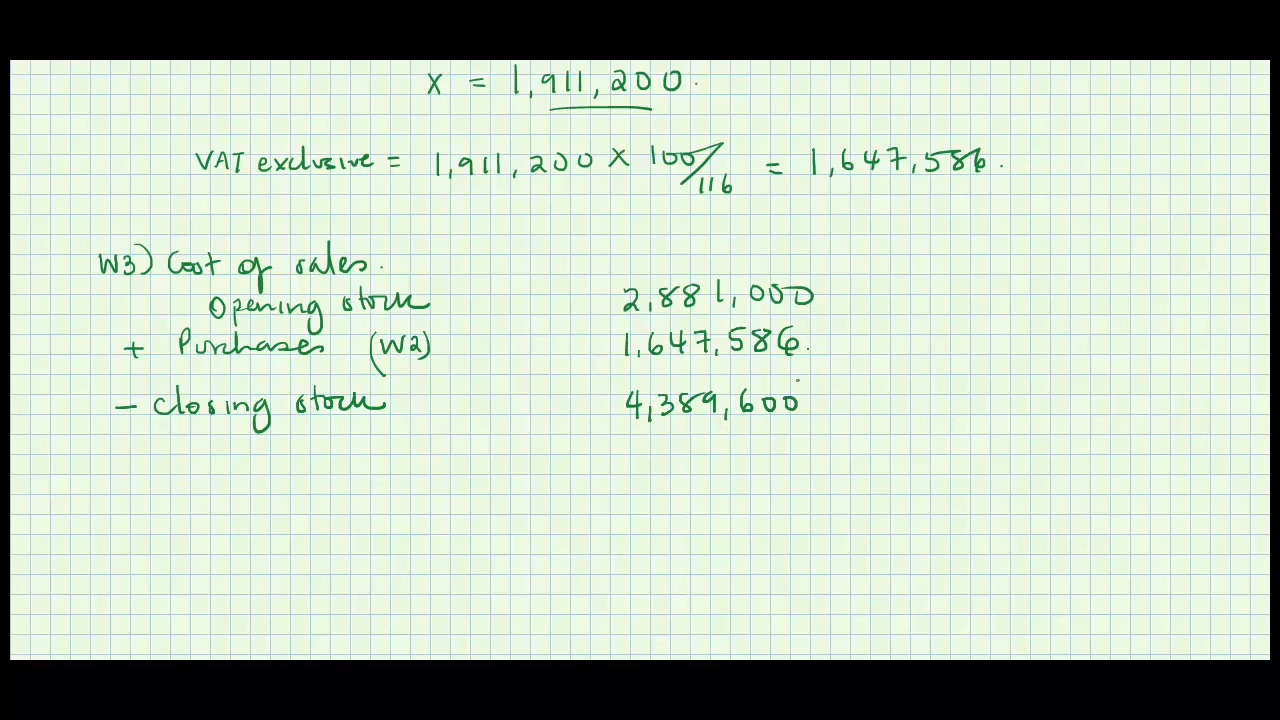 x = 1,911,200.
VAT exclusive = 1,911,200 X 100/116 = 1,647,586.
W3) Cost of sales.
Opening stock 2,881,000
+ Purchases (W2) 1,647,586.
- Closing stock 4,389,600